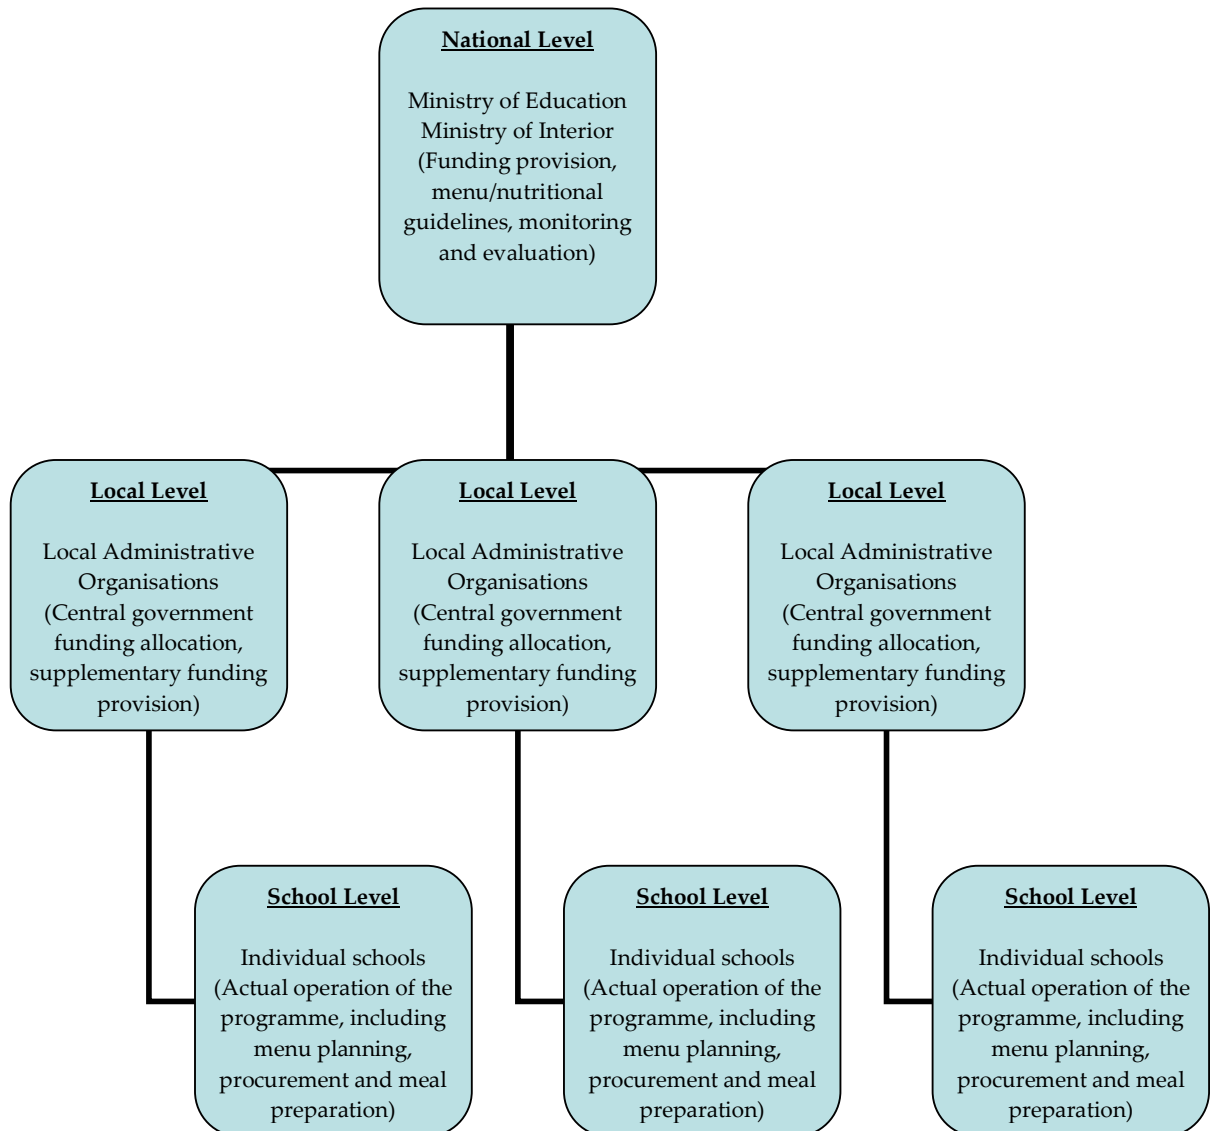 National Level
Ministry of Education
Ministry of Interior
(Funding provision,
menu/nutritional
guidelines, monitoring
and evaluation)
Local Level
Local Administrative
Organisations
(Central government
funding allocation,
supplementary funding
provision)
Local Level
Local Administrative
Organisations
(Central government
funding allocation,
supplementary funding
provision)
Local Level
Local Administrative
Organisations
(Central government
funding allocation,
supplementary funding
provision)
School Level
Individual schools
(Actual operation of the
programme, including
menu planning,
procurement and meal
preparation)
School Level
Individual schools
(Actual operation of the
programme, including
menu planning,
procurement and meal
preparation)
School Level
Individual schools
(Actual operation of the
programme, including
menu planning,
procurement and meal
preparation)